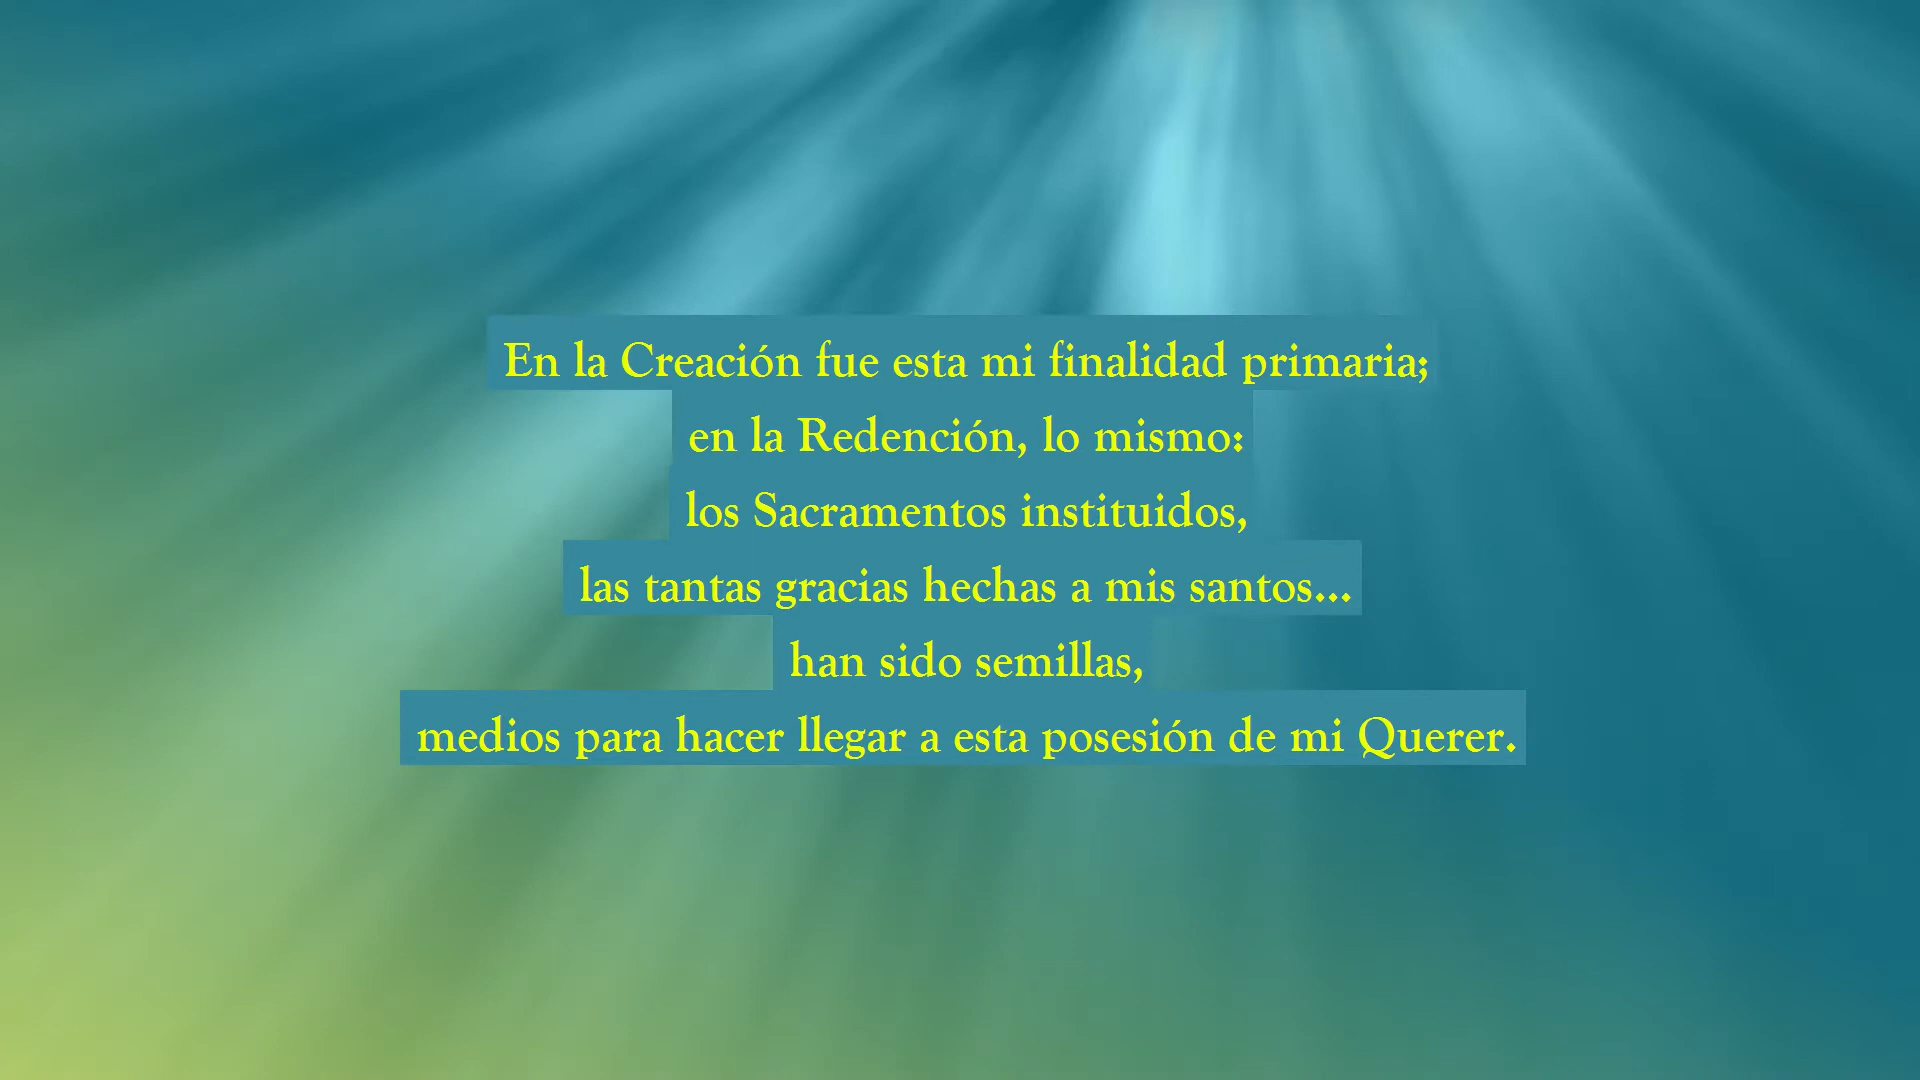 En la Creación fue esta mi finalidad primaria;
en la Redención, lo mismo:
los Sacramentos instituidos,
las tantas gracias hechas a mis santos...
han sido semillas,
medios para hacer llegar a esta posesión de mi Querer.